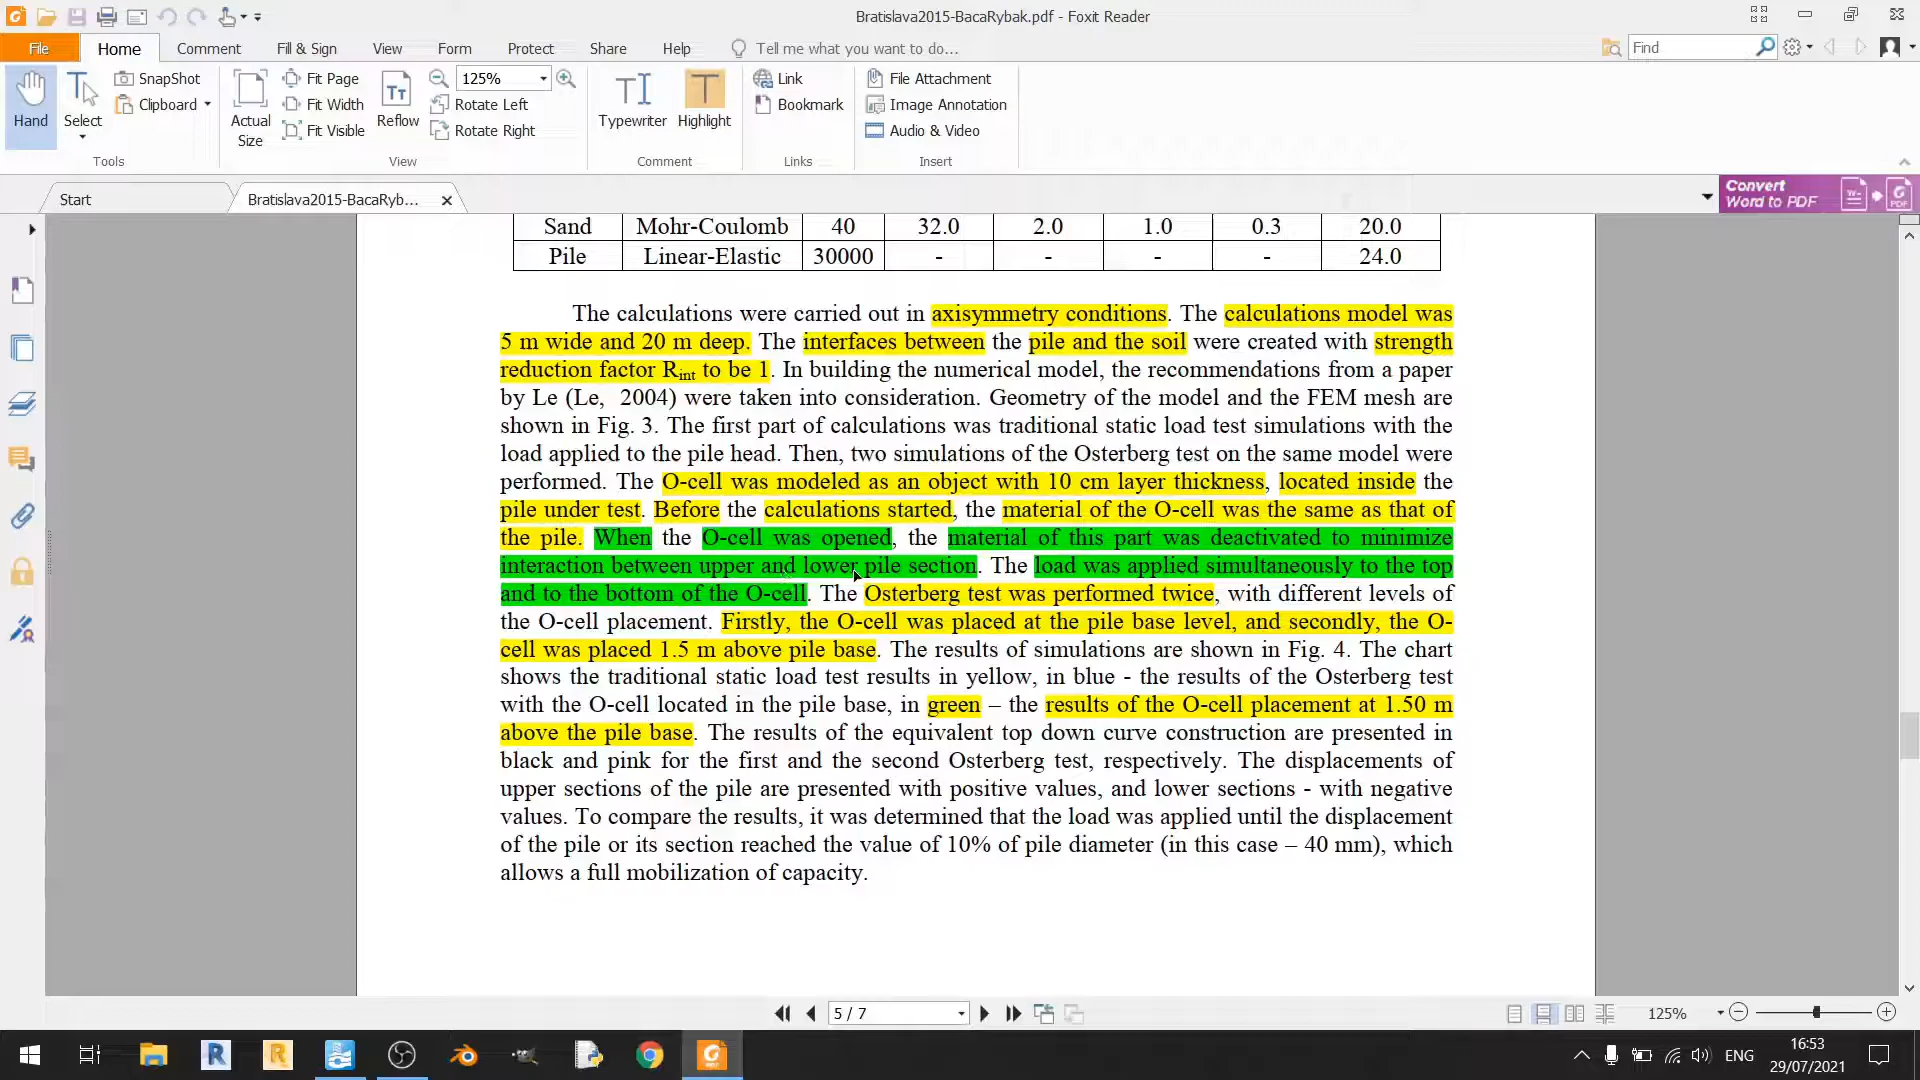 Bratislava2015-BacaRybak.pdf - Foxit Reader
File Home Comment Fill & Sign View Form Protect Share Help Tell me what you want to do... Find
Hand
Select
SnapShot
Clipboard
Tools
Actual Size
Fit Page
Fit Width
Fit Visible
Reflow
125%
Rotate Left
Rotate Right
View
Typewriter
Highlight
Comment
Link
Bookmark
Links
File Attachment
Image Annotation
Audio & Video
Insert
Start
Bratislava2015-BacaRyb...
Convert
Word to PDF
Sand Mohr-Coulomb 40 32.0 2.0 1.0 0.3 20.0
Pile Linear-Elastic 30000 - - - - 24.0
The calculations were carried out in axisymmetry conditions. The calculations model was
5 m wide and 20 m deep. The interfaces between the pile and the soil were created with strength
reduction factor Rint to be 1. In building the numerical model, the recommendations from a paper
by Le (Le, 2004) were taken into consideration. Geometry of the model and the FEM mesh are
shown in Fig. 3. The first part of calculations was traditional static load test simulations with the
load applied to the pile head. Then, two simulations of the Osterberg test on the same model were
performed. The O-cell was modeled as an object with 10 cm layer thickness, located inside the
pile under test. Before the calculations started, the material of the O-cell was the same as that of
the pile. When the O-cell was opened, the material of this part was deactivated to minimize
interaction between upper and lower pile section. The load was applied simultaneously to the top
and to the bottom of the O-cell. The Osterberg test was performed twice, with different levels of
the O-cell placement. Firstly, the O-cell was placed at the pile base level, and secondly, the O-
cell was placed 1.5 m above pile base. The results of simulations are shown in Fig. 4. The chart
shows the traditional static load test results in yellow, in blue - the results of the Osterberg test
with the O-cell located in the pile base, in green – the results of the O-cell placement at 1.50 m
above the pile base. The results of the equivalent top down curve construction are presented in
black and pink for the first and the second Osterberg test, respectively. The displacements of
upper sections of the pile are presented with positive values, and lower sections - with negative
values. To compare the results, it was determined that the load was applied until the displacement
of the pile or its section reached the value of 10% of pile diameter (in this case – 40 mm), which
allows a full mobilization of capacity.
5 / 7
125%
ENG
16:53
29/07/2021